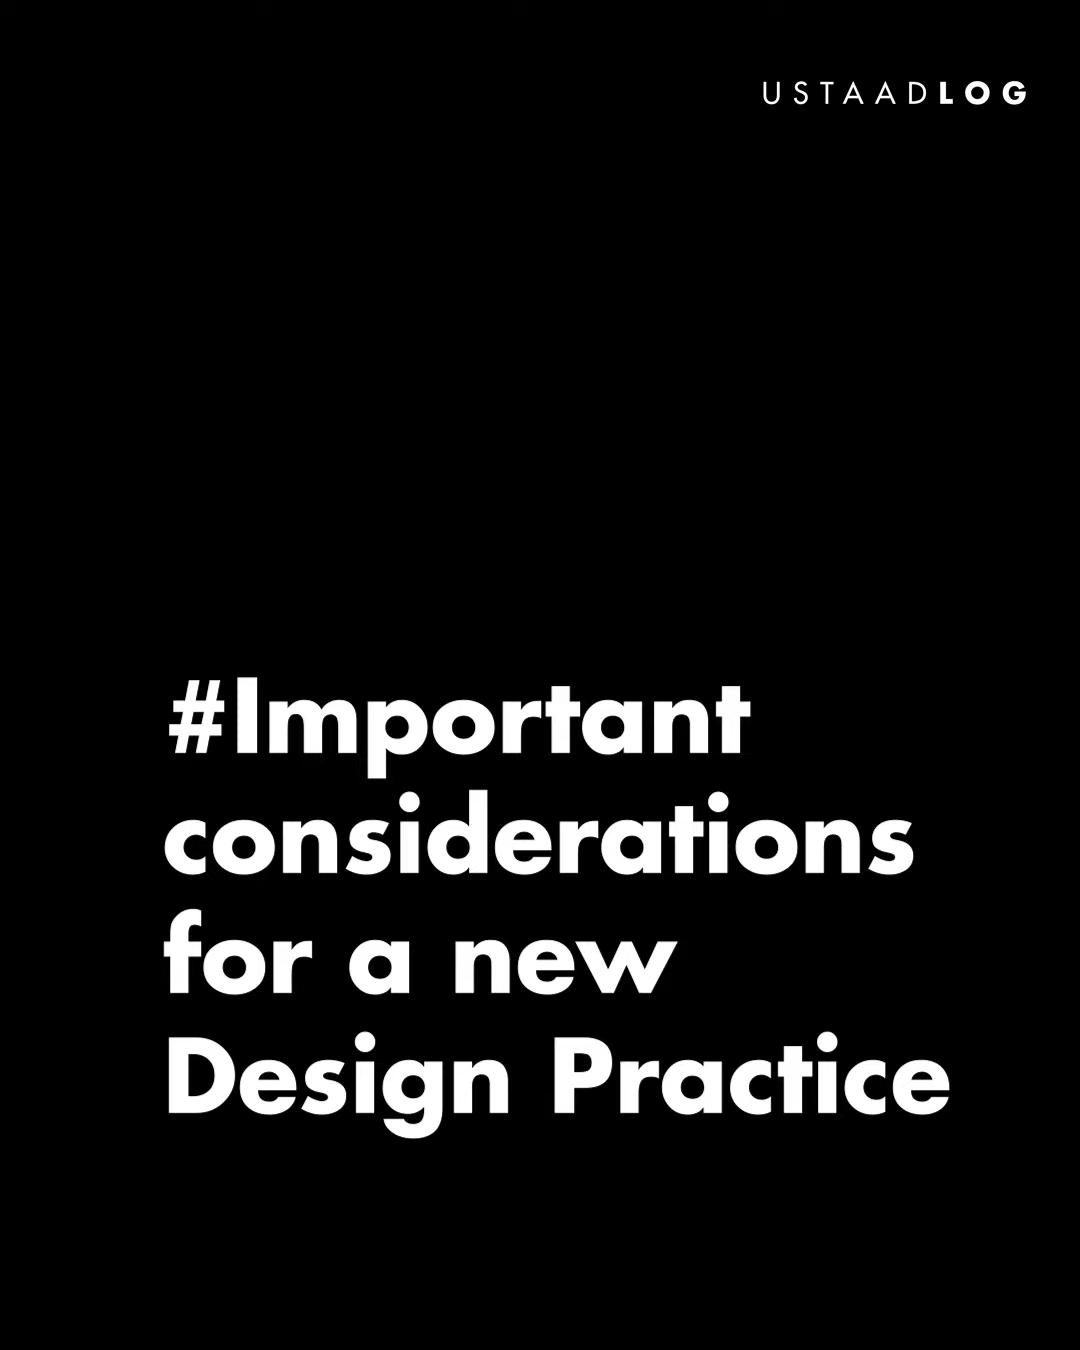 USTAADLOG
#Important
considerations
for a new
Design Practice